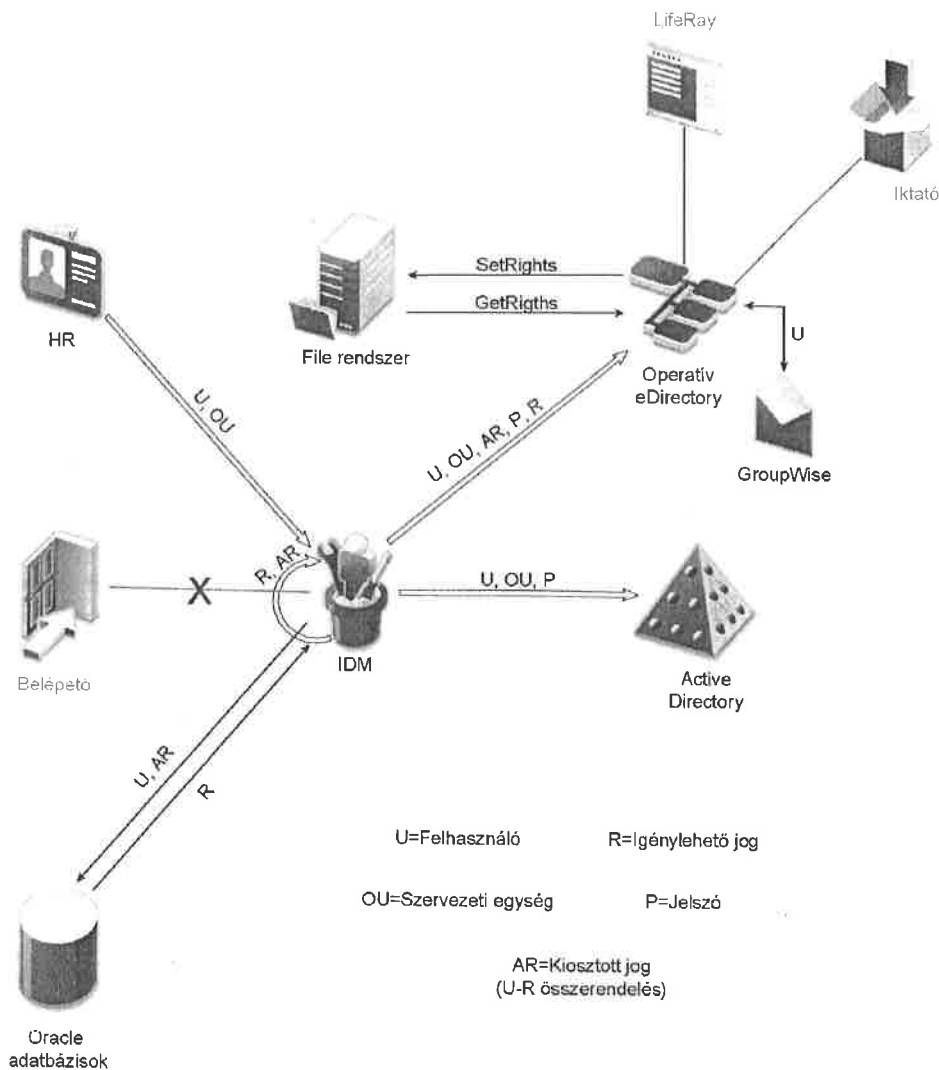 LifeRay
Iktató
SetRights
GetRigths
HR
File rendszer
Operatív
eDirectory
U
GroupWise
U, OU
U, OU, AR, P, R
R, AR
X
U, OU, P
Belépető
IDM
Active
Directory
U, AR
R
U=Felhasználó
R=Igénylehető jog
OU=Szervezeti egység
P=Jelszó
AR=Kiosztott jog
(U-R összerendelés)
Oracle
adatbázisok